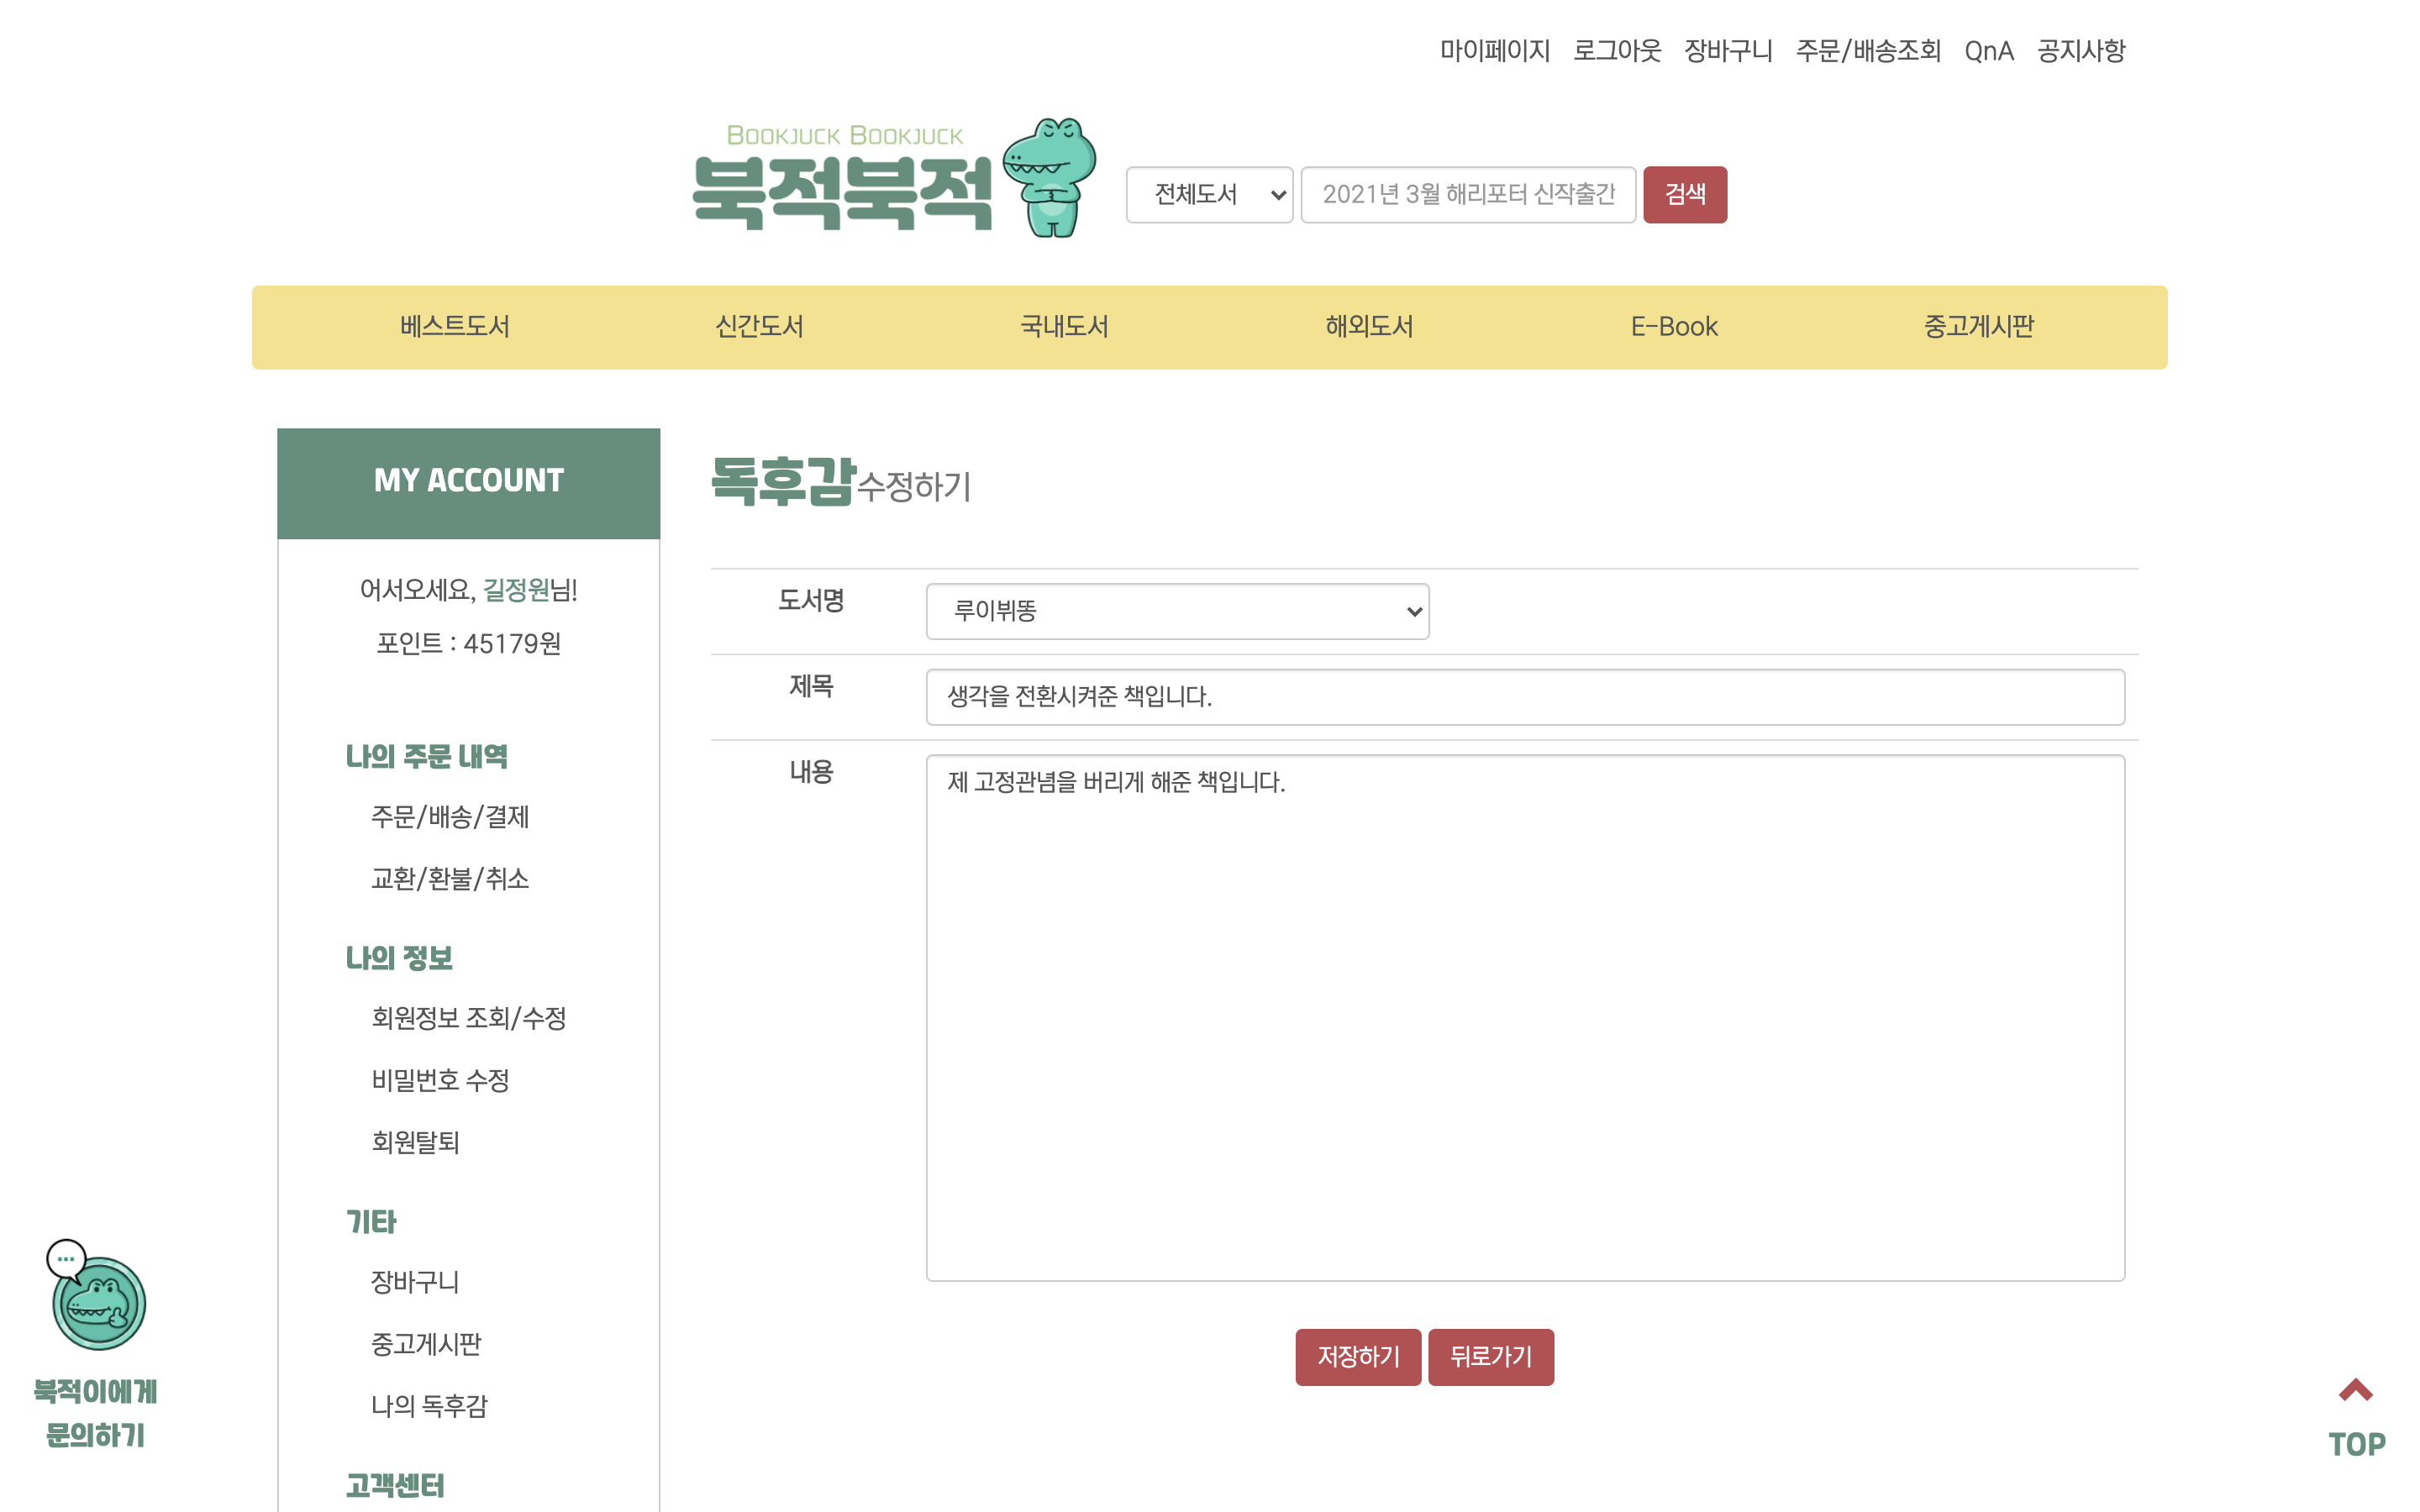 마이페이지 로그아웃 장바구니 주문/배송조회 QnA 공지사항
BOOKJUCK BOOKJUCK
북적북적
전체도서 2021년 3월 해리포터 신작출간 검색
베스트도서 신간도서 국내도서 해외도서 E-Book 중고게시판
MY ACCOUNT
어서오세요, 길정원님!
포인트 : 45179원
나의 주문 내역
주문/배송/결제
교환/환불/취소
나의 정보
회원정보 조회/수정
비밀번호 수정
회원탈퇴
기타
장바구니
중고게시판
나의 독후감
고객센터
독후감수정하기
도서명 루이뷔똥
제목 생각을 전환시켜준 책입니다.
내용 제 고정관념을 버리게 해준 책입니다.
저장하기 뒤로가기
북적이에게
문의하기
TOP